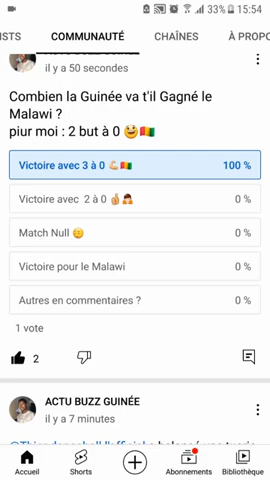 33% 15:54
ISTS COMMUNAUTÉ CHAÎNES À PROPO
il y a 50 secondes
Combien la Guinée va t'il Gagné le
Malawi ?
piur moi : 2 but à 0 😅🇬🇳
Victoire avec 3 à 0 💪🏻🇬🇳 100 %
Victoire avec 2 à 0 ☝🏼🙏🏼 0 %
Match Null 😑 0 %
Victoire pour le Malawi 0 %
Autres en commentaires ? 0 %
1 vote
2
ACTU BUZZ GUINÉE
il y a 7 minutes
Accueil Shorts Abonnements Bibliothèque